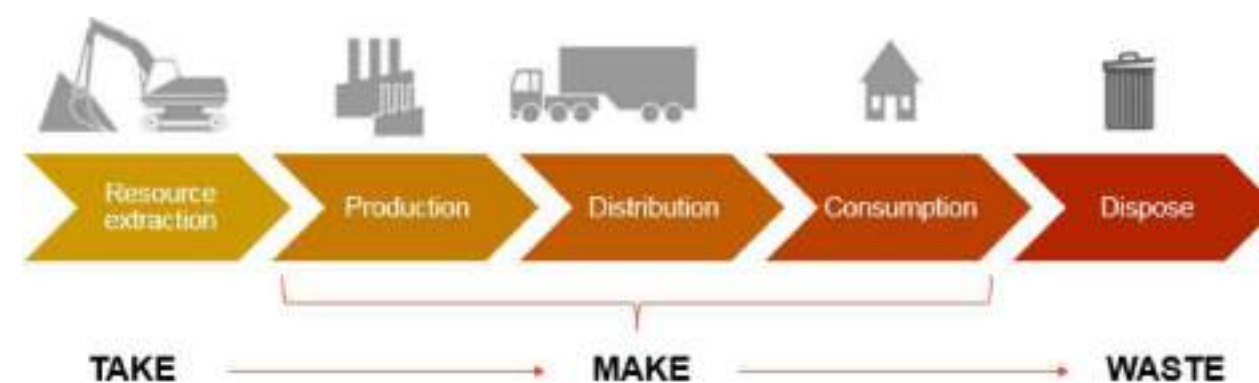 Resource
extraction
Production
Distribution
Consumption
Dispose
TAKE
MAKE
WASTE